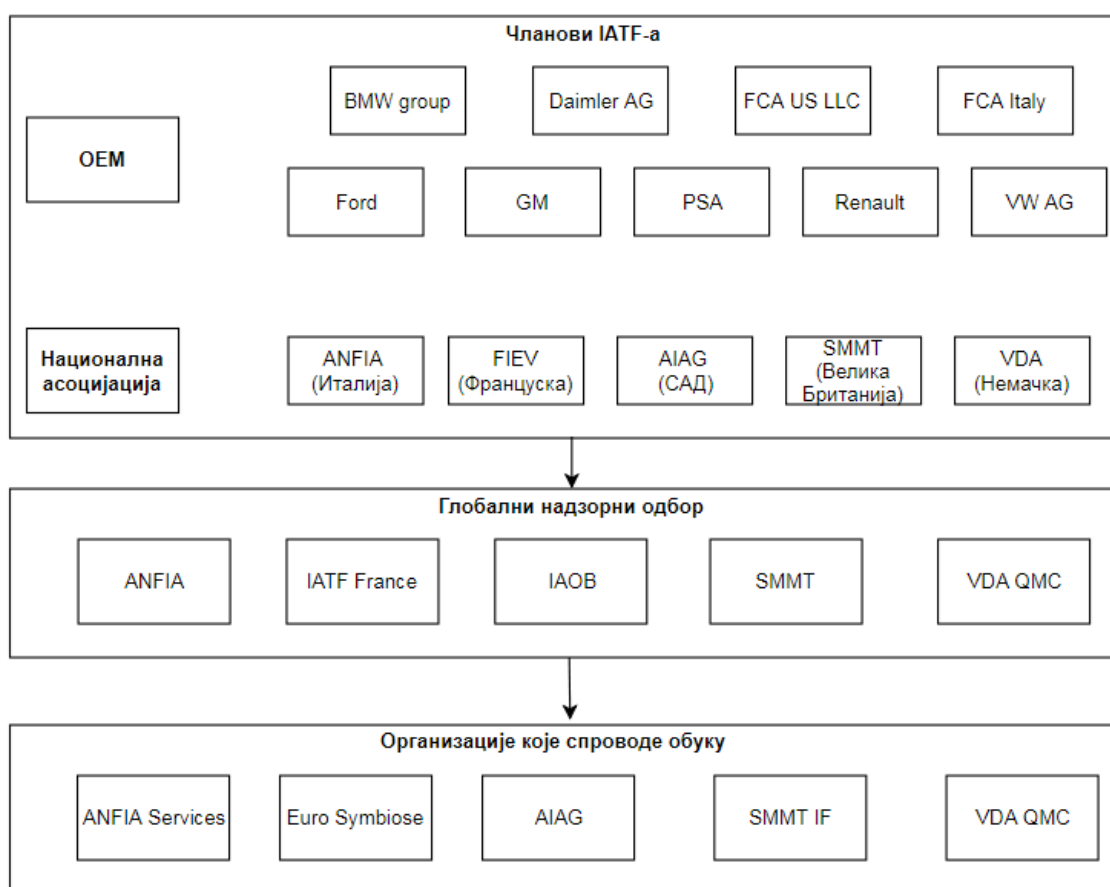 Чланови IATF-а
BMW group
Daimler AG
FCA US LLC
FCA Italy
OEM
Ford
GM
PSA
Renault
VW AG
Национална
асоцијација
ANFIA
(Италија)
FIEV
(Француска)
AIAG
(САД)
SMMT
(Велика
Британија)
VDA
(Немачка)
Глобални надзорни одбор
ANFIA
IATF France
IAOB
SMMT
VDA QMC
Организације које спроводе обуку
ANFIA Services
Euro Symbiose
AIAG
SMMT IF
VDA QMC